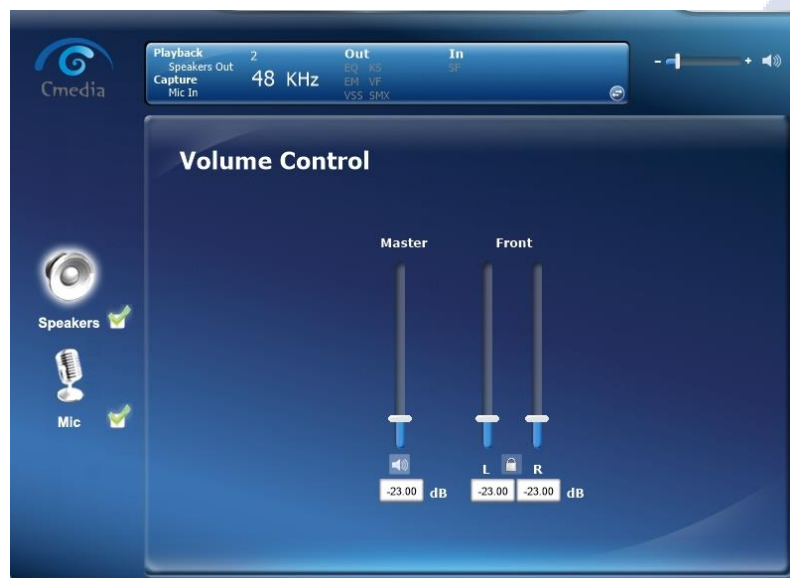 Cmedia
Playback 2 Out In
Speakers Out EQ KS SF
Capture 48 KHz EM VF
Mic In VSS SMX
- +
Volume Control
Master Front
Speakers
Mic
L R
-23.00 dB -23.00 -23.00 dB